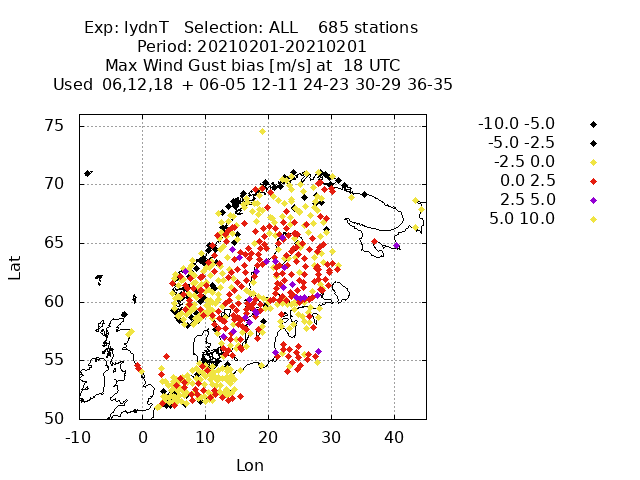 Exp: lydnT Selection: ALL 685 stations
Period: 20210201-20210201
Max Wind Gust bias [m/s] at 18 UTC
Used 06,12,18 + 06-05 12-11 24-23 30-29 36-35
-10.0 -5.0
-5.0 -2.5
-2.5 0.0
0.0 2.5
2.5 5.0
5.0 10.0
75
70
65
60
55
50
Lat
-10 0 10 20 30 40
Lon